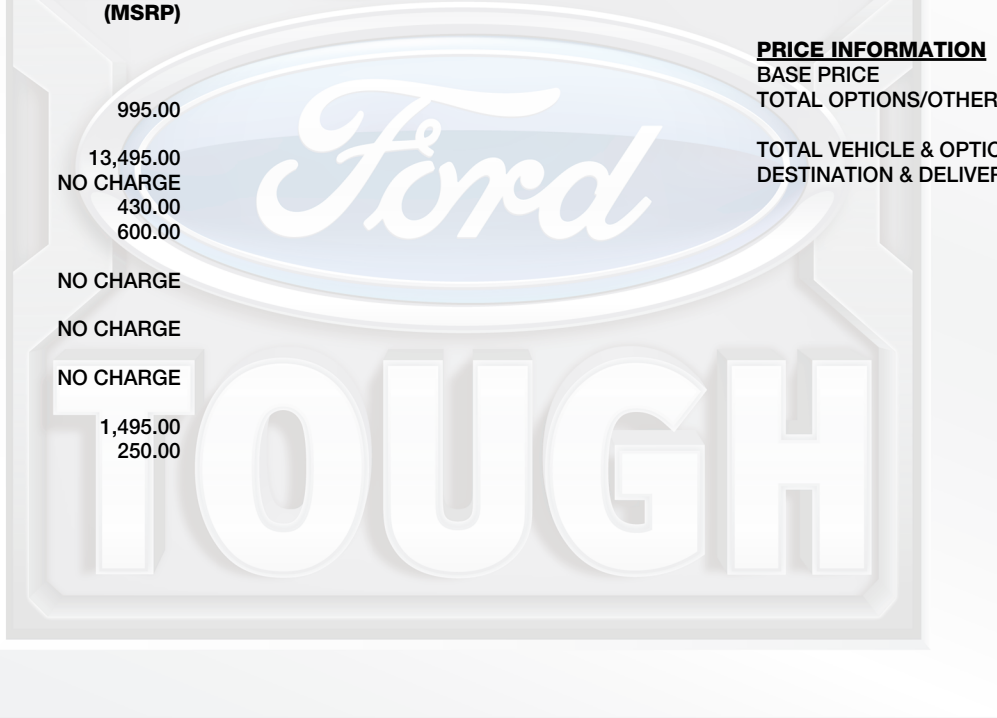 (MSRP)
995.00
13,495.00
NO CHARGE
430.00
600.00
NO CHARGE
NO CHARGE
NO CHARGE
1,495.00
250.00
PRICE INFORMATION
BASE PRICE
TOTAL OPTIONS/OTHER
TOTAL VEHICLE & OPTIO
DESTINATION & DELIVER
Ford
TOUGH